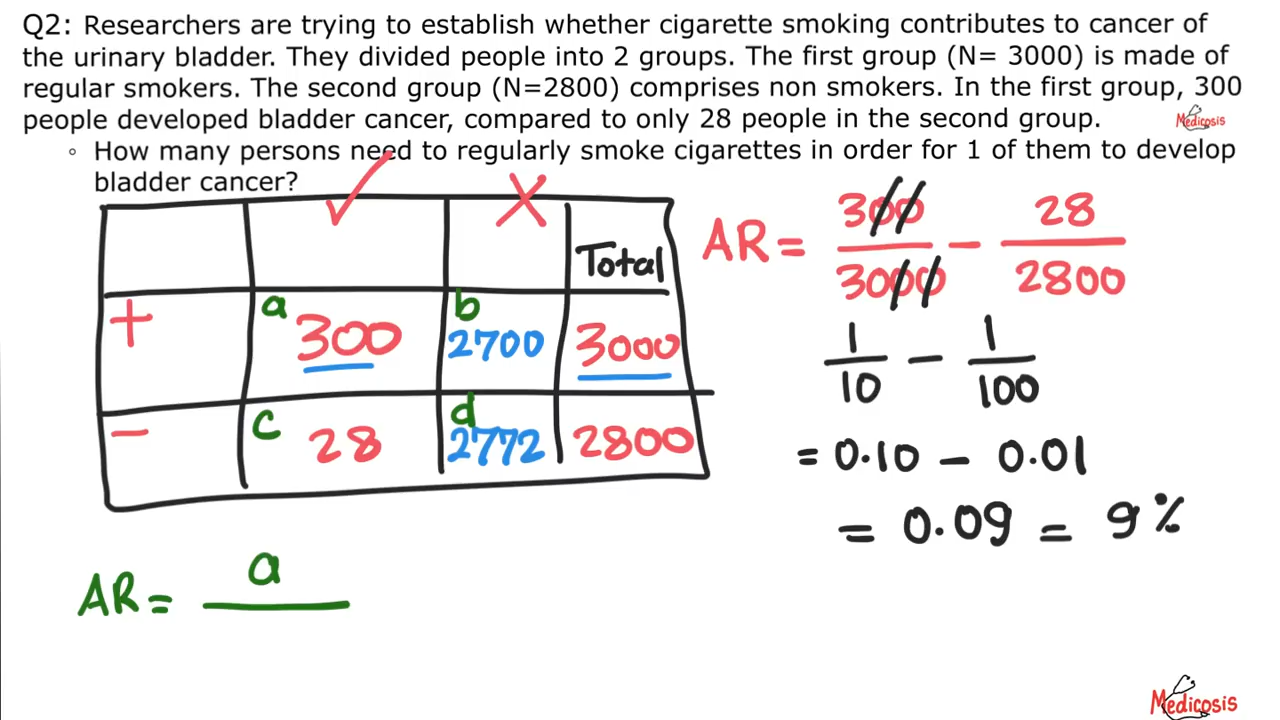 Q2: Researchers are trying to establish whether cigarette smoking contributes to cancer of
the urinary bladder. They divided people into 2 groups. The first group (N= 3000) is made of
regular smokers. The second group (N=2800) comprises non smokers. In the first group, 300
people developed bladder cancer, compared to only 28 people in the second group.
Medicosis
◦ How many persons need to regularly smoke cigarettes in order for 1 of them to develop
bladder cancer?
✓ X
Total
+ a 300 b 2700 3000
− c 28 d 2772 2800
AR = 300/3000 − 28/2800
1/10 − 1/100
= 0.10 − 0.01
= 0.09 = 9%
AR = a
Medicosis